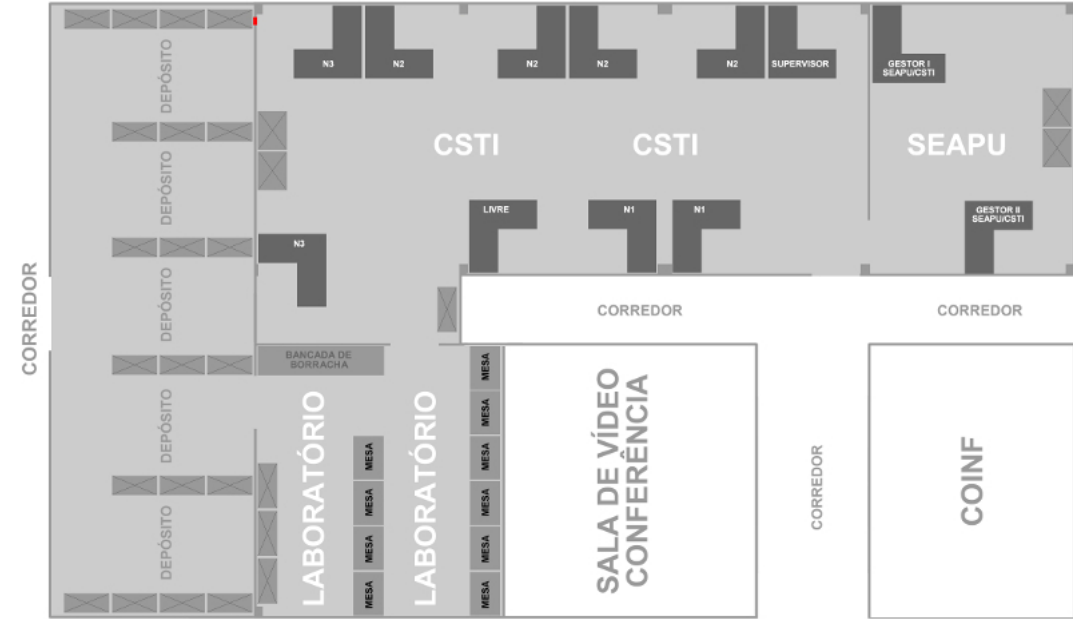 DEPÓSITO
N3
N2
N2
N2
N2
SUPERVISOR
GESTOR I
SEAPU/CSTI
CSTI
CSTI
SEAPU
DEPÓSITO
LIVRE
N1
N1
GESTOR II
SEAPU/CSTI
N3
CORREDOR
DEPÓSITO
CORREDOR
CORREDOR
BANCADA DE
BORRACHA
MESA
DEPÓSITO
LABORATÓRIO
LABORATÓRIO
MESA
MESA
MESA
MESA
MESA
MESA
MESA
MESA
MESA
SALA DE VÍDEO
CONFERÊNCIA
CORREDOR
COINF
DEPÓSITO